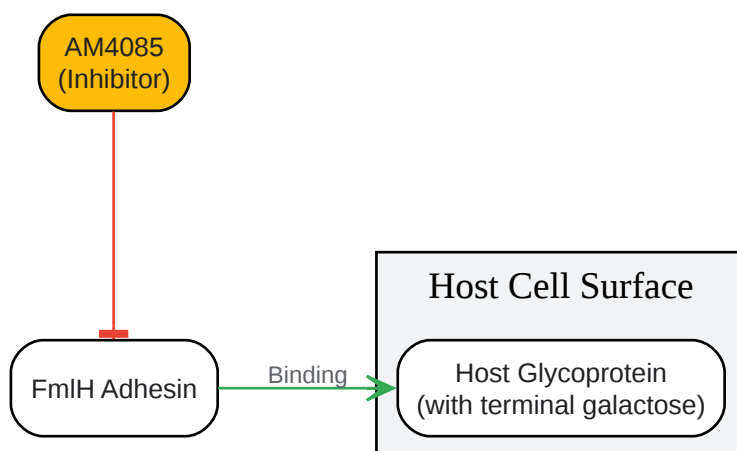 AM4085
(Inhibitor)
Host Cell Surface
FmlH Adhesin
Binding
Host Glycoprotein
(with terminal galactose)